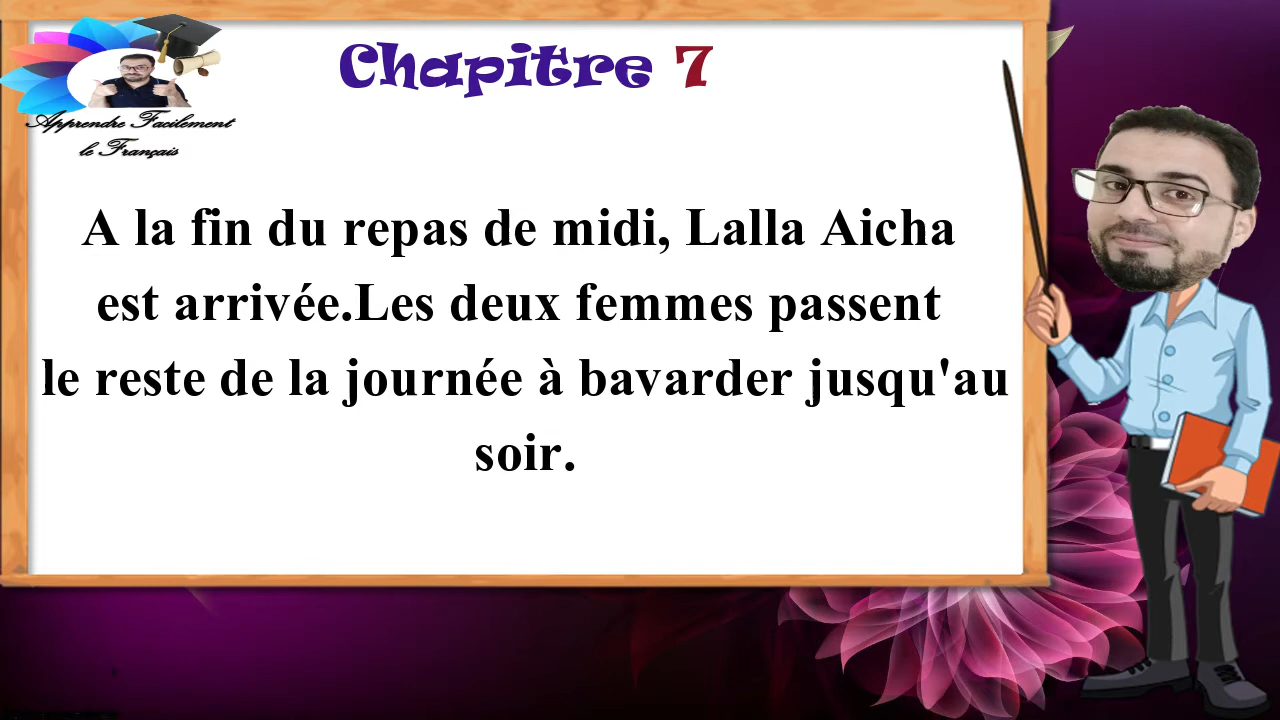 Chapitre 7
Apprendre Facilement
le Français
A la fin du repas de midi, Lalla Aicha
est arrivée.Les deux femmes passent
le reste de la journée à bavarder jusqu'au
soir.